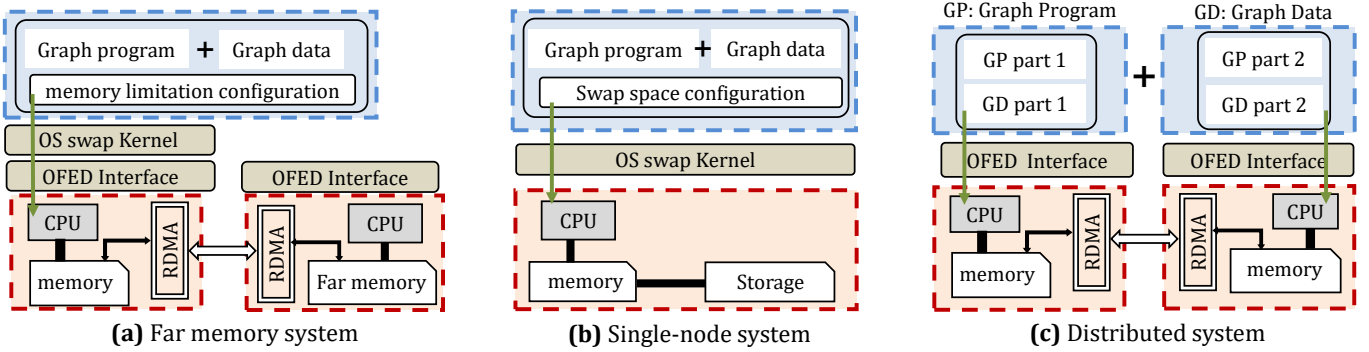 Graph program + Graph data
memory limitation configuration
OS swap Kernel
OFED Interface
OFED Interface
CPU
memory
RDMA
RDMA
CPU
Far memory
(a) Far memory system
Graph program + Graph data
Swap space configuration
OS swap Kernel
CPU
memory
Storage
(b) Single-node system
GP: Graph Program GD: Graph Data
GP part 1
GD part 1
+
GP part 2
GD part 2
OFED Interface
OFED Interface
CPU
memory
RDMA
RDMA
CPU
memory
(c) Distributed system